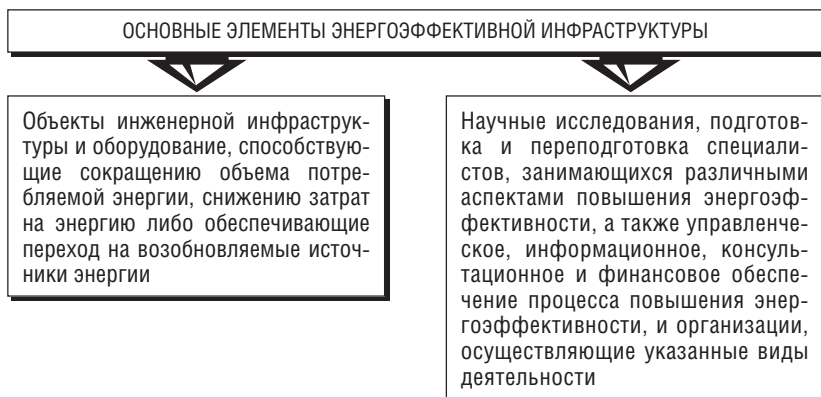 ОСНОВНЫЕ ЭЛЕМЕНТЫ ЭНЕРГОЭФФЕКТИВНОЙ ИНФРАСТРУКТУРЫ
Объекты инженерной инфраструк-
туры и оборудование, способствую-
щие сокращению объема потре-
бляемой энергии, снижению затрат
на энергию либо обеспечивающие
переход на возобновляемые источ-
ники энергии
Научные исследования, подготов-
ка и переподготовка специали-
стов, занимающихся различными
аспектами повышения энергоэф-
фективности, а также управленче-
ское, информационное, консуль-
тационное и финансовое обеспе-
чение процесса повышения энер-
гоэффективности, и организации,
осуществляющие указанные виды
деятельности